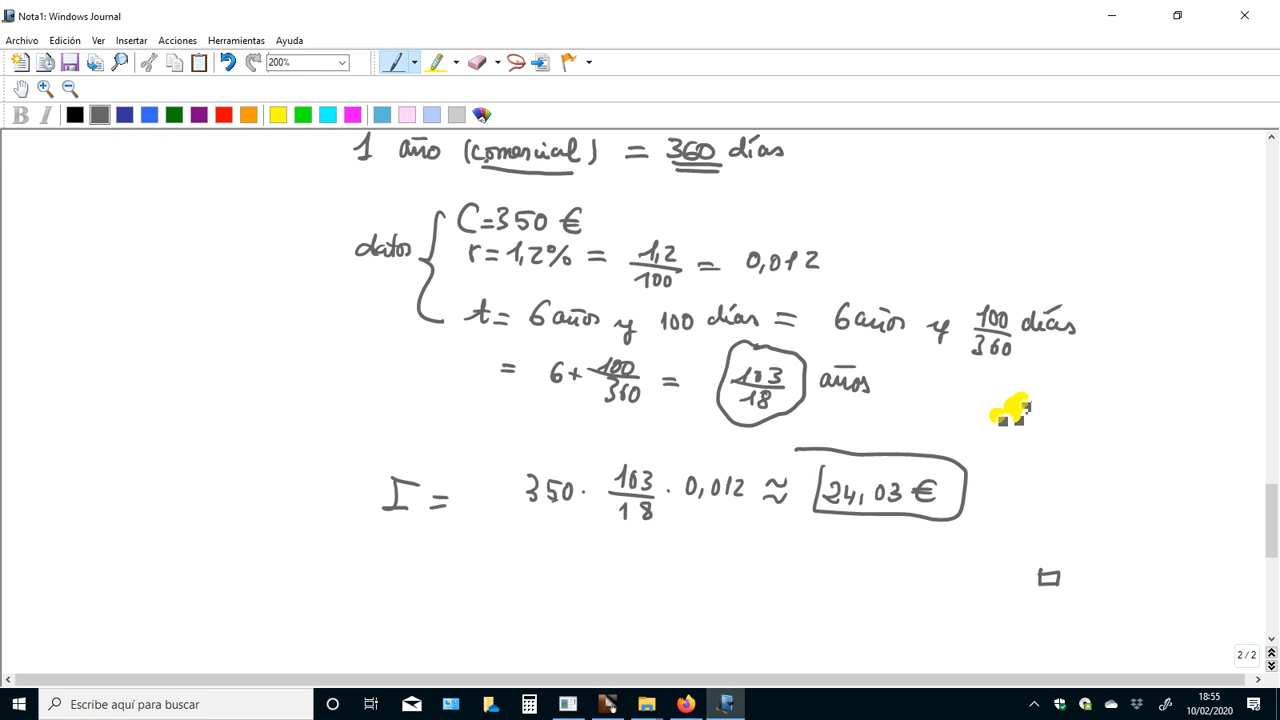 Nota1: Windows Journal
Archivo Edición Ver Insertar Acciones Herramientas Ayuda
200%
B I
1 año (comercial) = 360 días
datos
C=350 €
r=1,2% = 1,2/100 = 0,012
t= 6 años y 100 días = 6 años y 100/360 días
= 6+ 100/360 = 103/18 años
I = 350 · 103/18 · 0,012 ≈ 24,03 €
2 / 2
Escribe aquí para buscar
18:55
10/02/2020